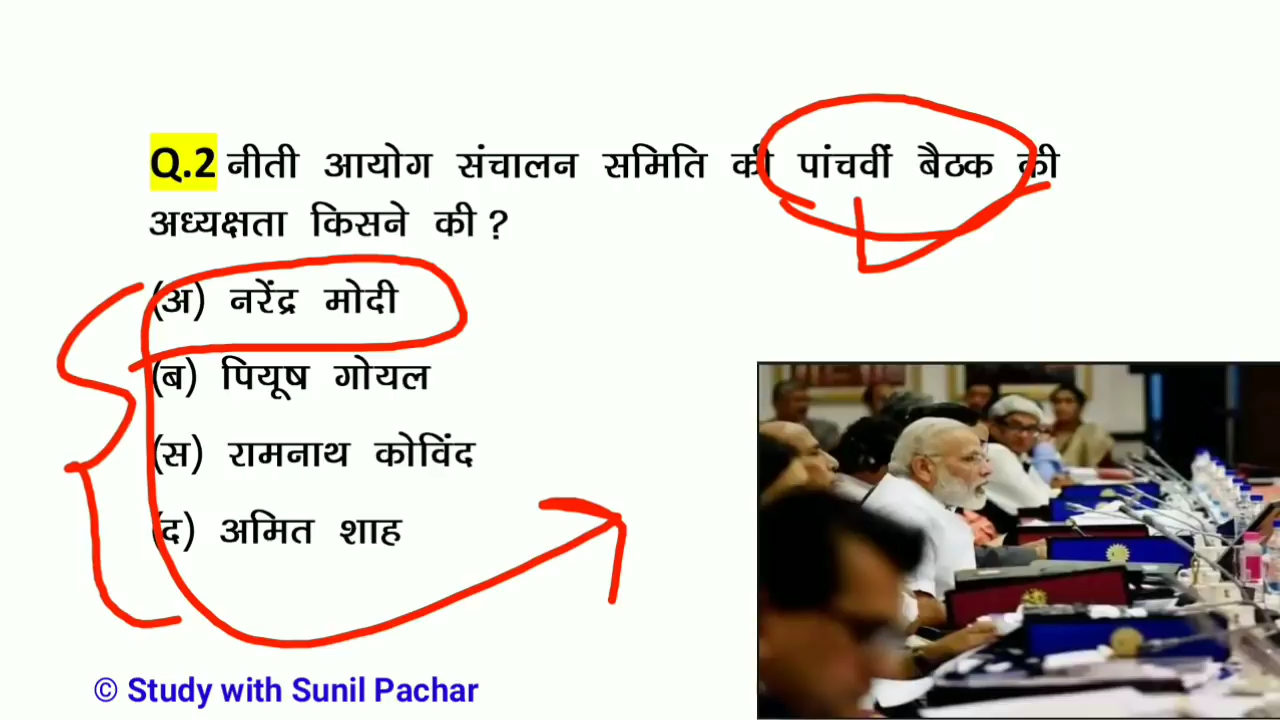 Q.2 नीती आयोग संचालन समिति की पांचवीं बैठक की
अध्यक्षता किसने की ?
(अ) नरेंद्र मोदी
(ब) पियूष गोयल
(स) रामनाथ कोविंद
(द) अमित शाह
© Study with Sunil Pachar